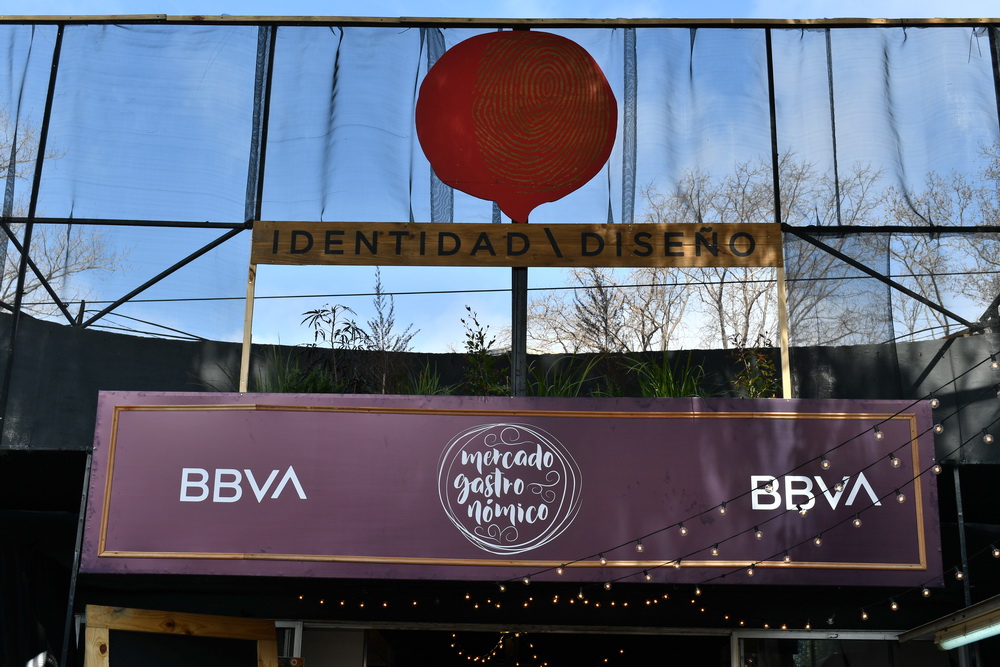 IDENTIDAD\DISEÑO
BBVA
mercado
gastro
nómico
BBVA